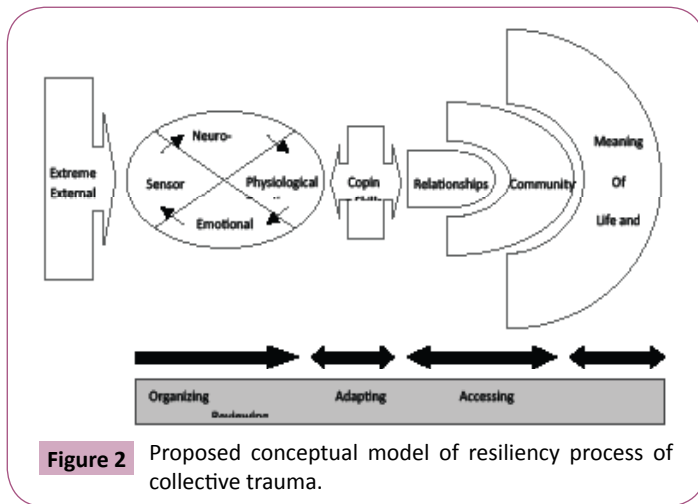 Extreme
External
Neuro-
Sensor
Physiological
Emotional
Copin
Relationships
Community
Meaning
Of
Life and
Organizing
Adapting
Accessing
Figure 2 Proposed conceptual model of resiliency process of
collective trauma.